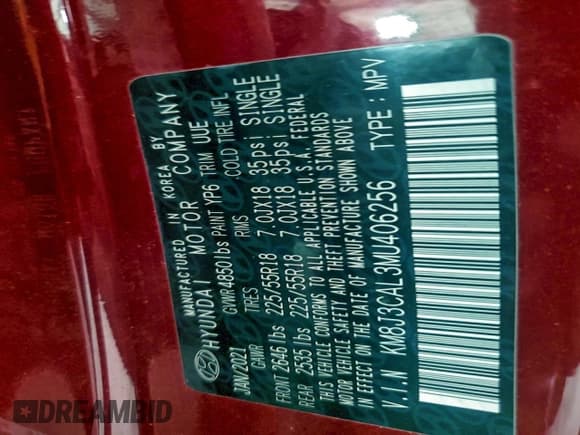 MANUFACTURED IN KOREA BY
HYUNDAI MOTOR COMPANY
JAN/2021 GVWR 4850 lbs PAINT YP6 TRIM UUE
GAWR TIRES RIMS COLD TIRE INFL
FRONT 2646 lbs 225/55R18 7.0JX18 35psi SINGLE
REAR 2535 lbs 225/55R18 7.0JX18 35psi SINGLE
THIS VEHICLE CONFORMS TO ALL APPLICABLE U.S.A. FEDERAL
MOTOR VEHICLE SAFETY AND THEFT PREVENTION STANDARDS
IN EFFECT ON THE DATE OF MANUFACTURE SHOWN ABOVE
V.I.N KM8J3CAL3MU406256 TYPE : MPV
DREAMBID